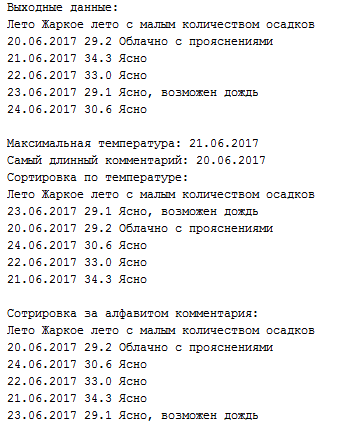 Выходные данные:
Лето Жаркое лето с малым количеством осадков
20.06.2017 29.2 Облачно с прояснениями
21.06.2017 34.3 Ясно
22.06.2017 33.0 Ясно
23.06.2017 29.1 Ясно, возможен дождь
24.06.2017 30.6 Ясно

Максимальная температура: 21.06.2017
Самый длинный комментарий: 20.06.2017
Сортировка по температуре:
Лето Жаркое лето с малым количеством осадков
23.06.2017 29.1 Ясно, возможен дождь
20.06.2017 29.2 Облачно с прояснениями
24.06.2017 30.6 Ясно
22.06.2017 33.0 Ясно
21.06.2017 34.3 Ясно

Сотрировка за алфавитом комментария:
Лето Жаркое лето с малым количеством осадков
20.06.2017 29.2 Облачно с прояснениями
24.06.2017 30.6 Ясно
22.06.2017 33.0 Ясно
21.06.2017 34.3 Ясно
23.06.2017 29.1 Ясно, возможен дождь